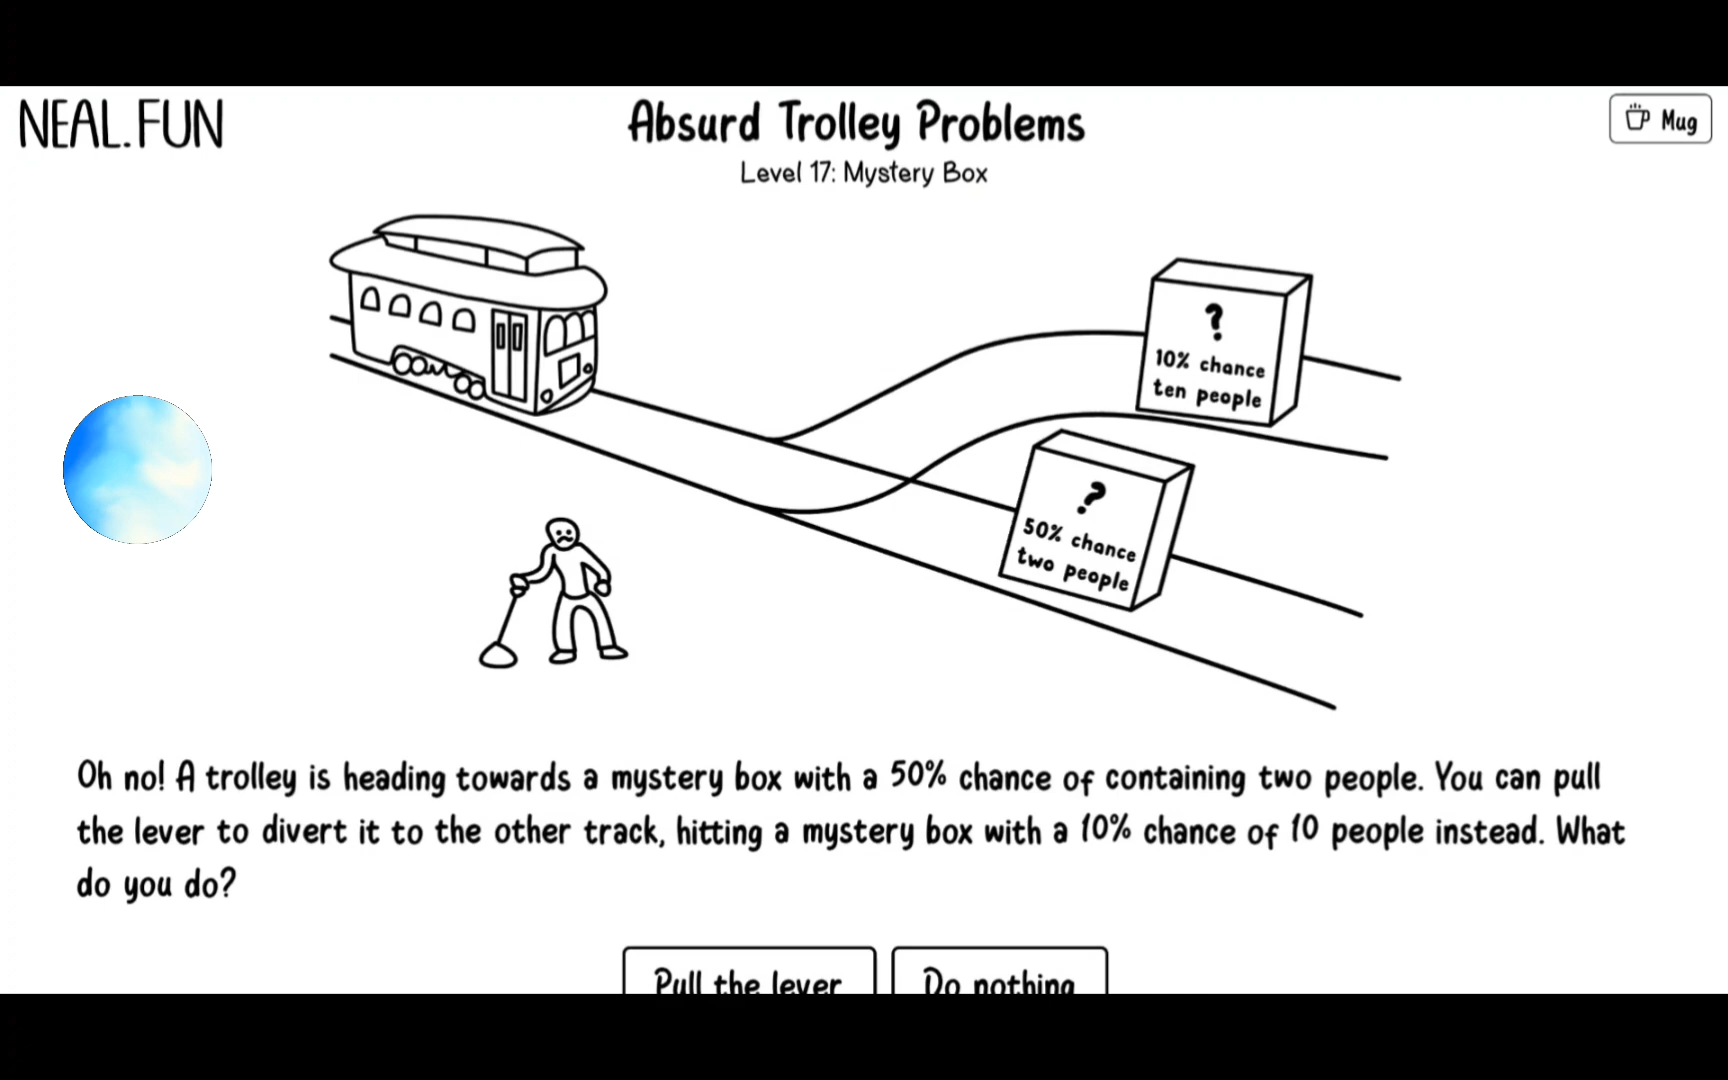 NEAL.FUN
Absurd Trolley Problems
Mug
Level 17: Mystery Box
?
10% chance
ten people
?
50% chance
two people
Oh no! A trolley is heading towards a mystery box with a 50% chance of containing two people. You can pull
the lever to divert it to the other track, hitting a mystery box with a 10% chance of 10 people instead. What
do you do?
Pull the lever
Do nothing